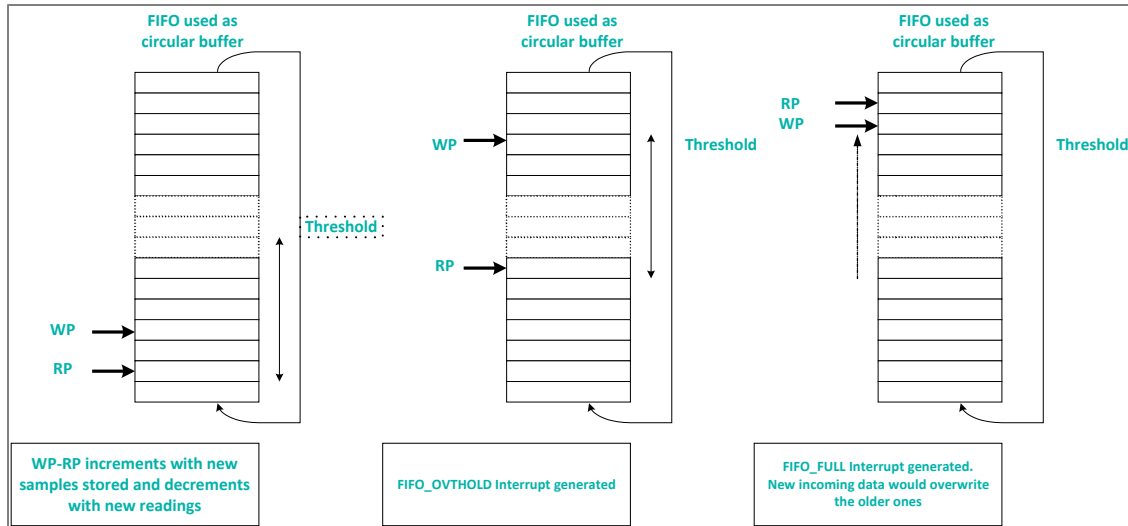 FIFO used as
circular buffer
WP
RP
Threshold
WP-RP increments with new
samples stored and decrements
with new readings
FIFO used as
circular buffer
WP
RP
Threshold
FIFO_OVTHOLD Interrupt generated
FIFO used as
circular buffer
RP
WP
Threshold
FIFO_FULL Interrupt generated.
New incoming data would overwrite
the older ones